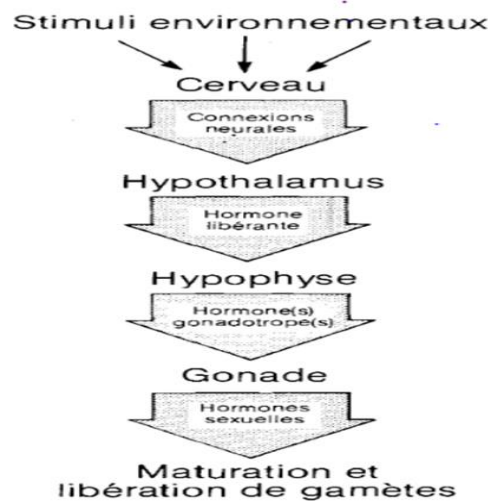 Stimuli environnementaux
Cerveau
Connexions
neurales
Hypothalamus
Hormone
libérante
Hypophyse
Hormone(s)
gonadotrope(s)
Gonade
Hormones
sexuelles
Maturation et
libération de gamètes